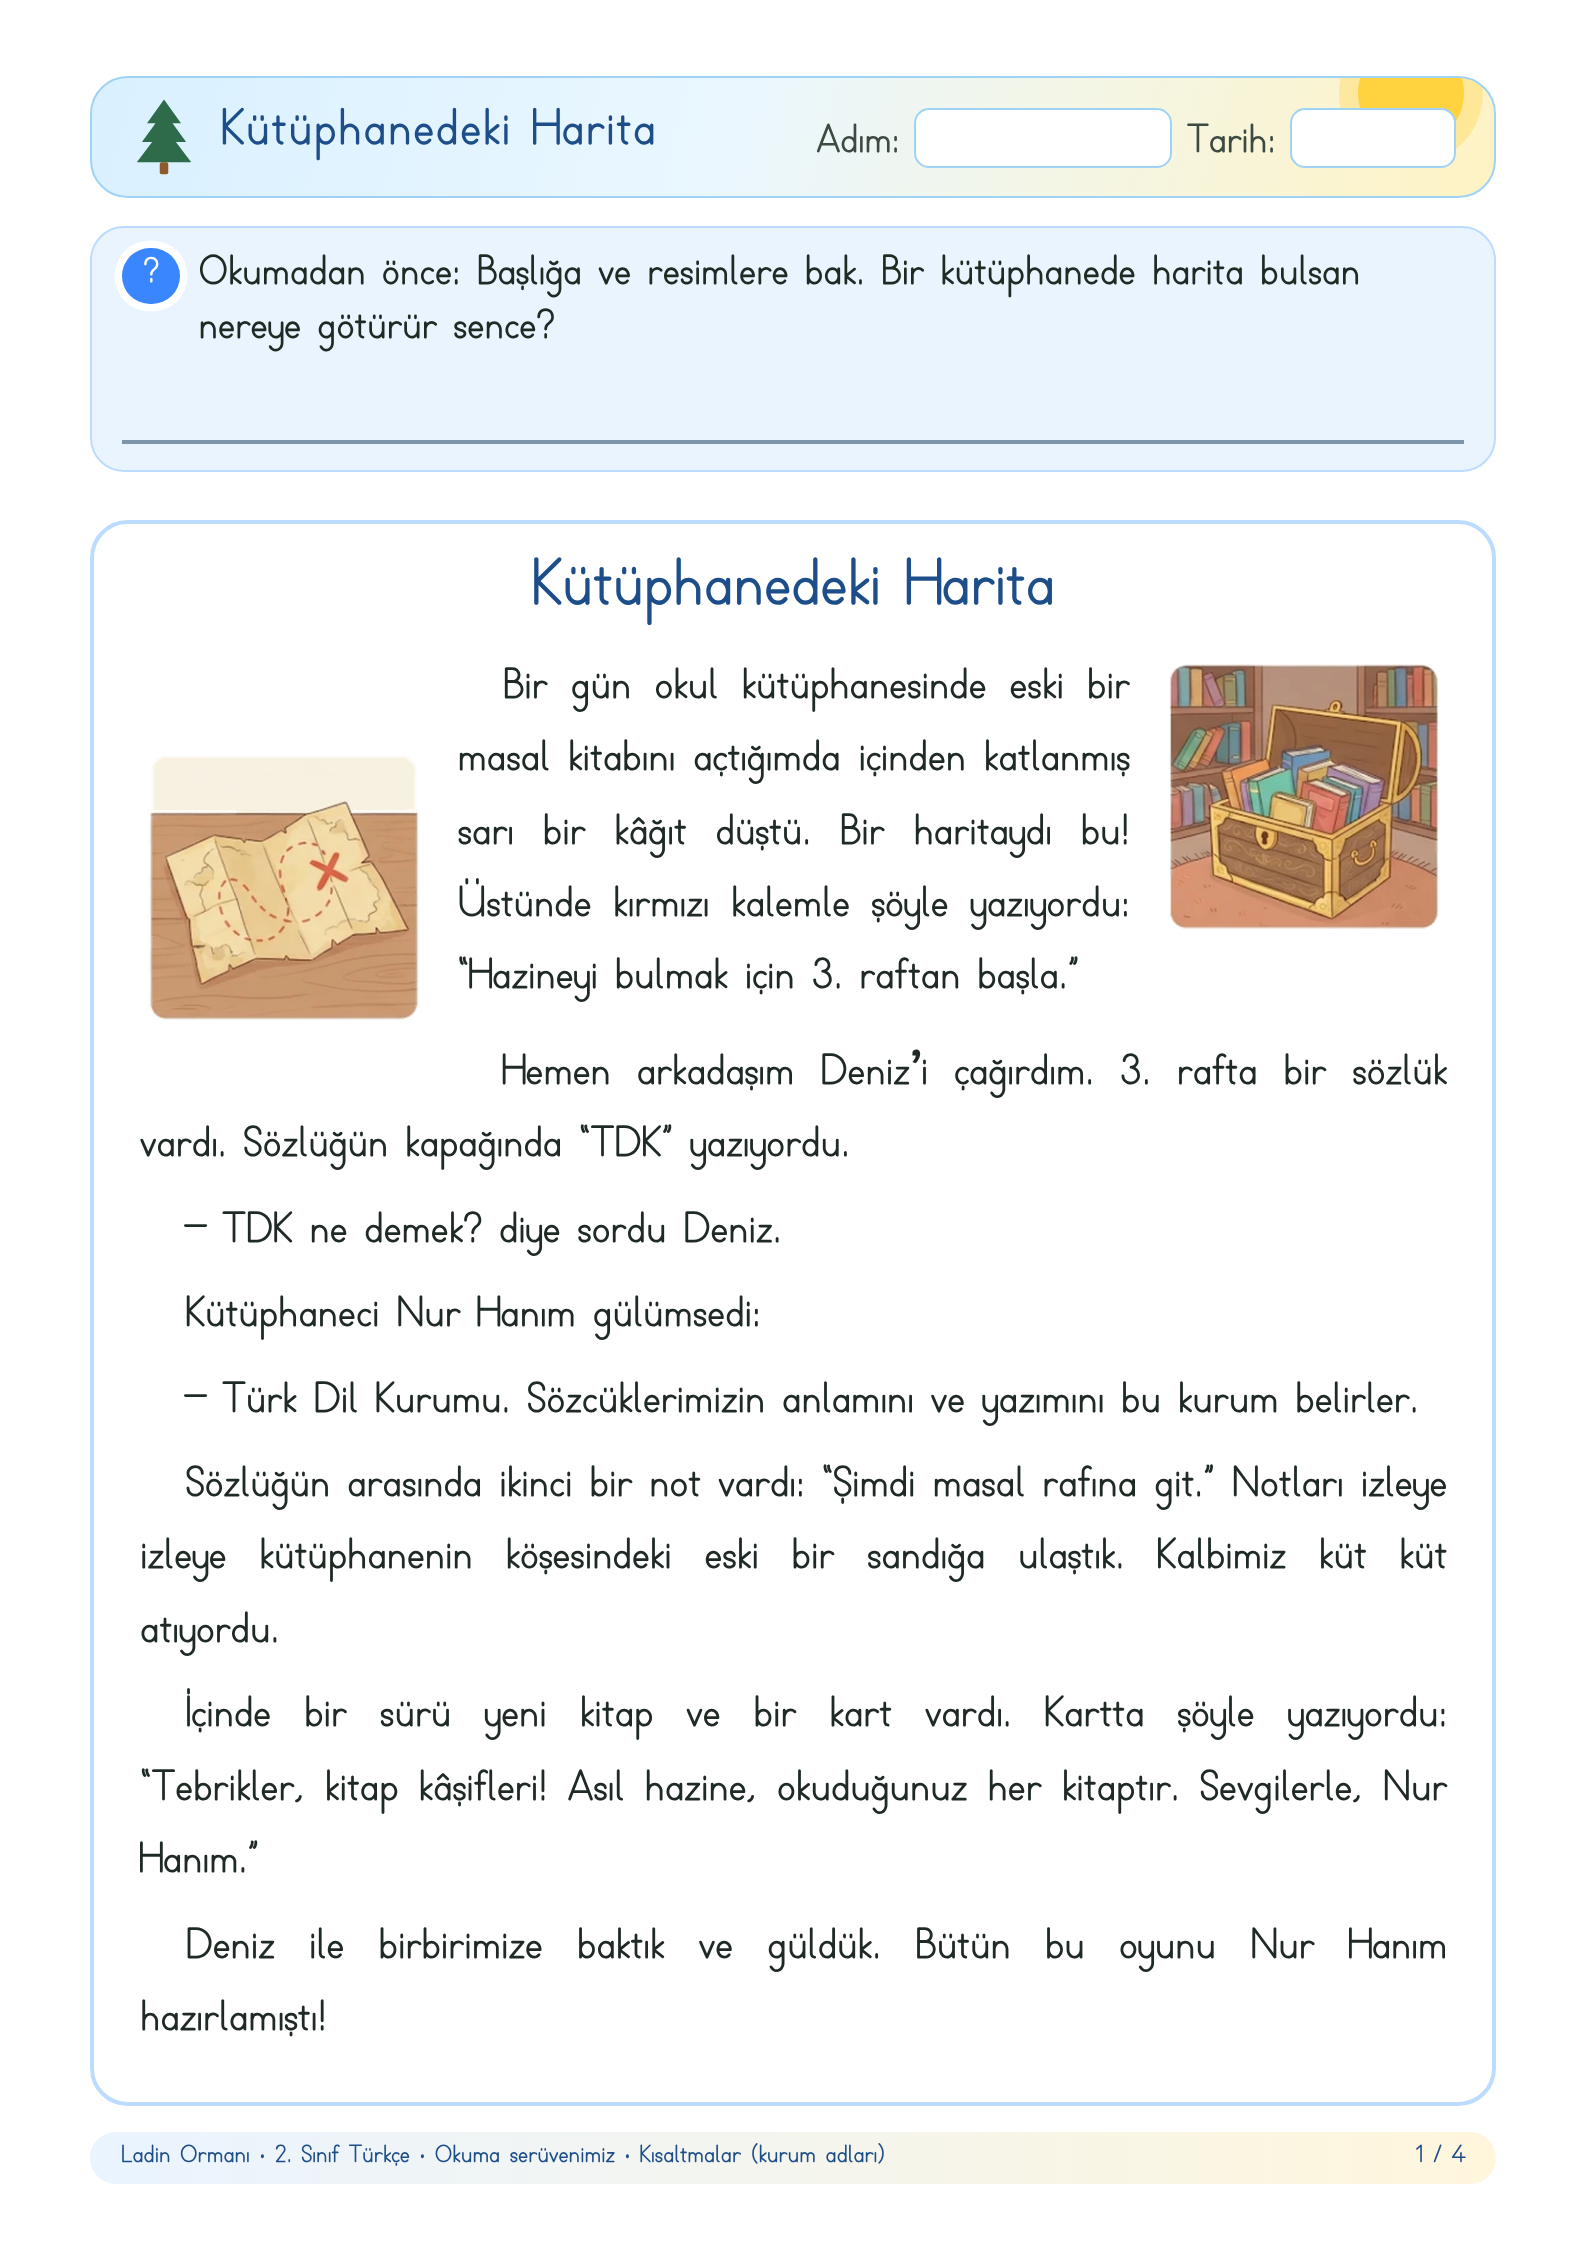 Kütüphanedeki Harita
Adım:
Tarih:
?
Okumadan önce: Başlığa ve resimlere bak. Bir kütüphanede harita bulsan
nereye götürür sence?
Kütüphanedeki Harita
Bir gün okul kütüphanesinde eski bir
masal kitabını açtığımda içinden katlanmış
sarı bir kâğıt düştü. Bir haritaydı bu!
Üstünde kırmızı kalemle şöyle yazıyordu:
“Hazineyi bulmak için 3. raftan başla.”
Hemen arkadaşım Deniz’i çağırdım. 3. rafta bir sözlük
vardı. Sözlüğün kapağında “TDK” yazıyordu.
– TDK ne demek? diye sordu Deniz.
Kütüphaneci Nur Hanım gülümsedi:
– Türk Dil Kurumu. Sözcüklerimizin anlamını ve yazımını bu kurum belirler.
Sözlüğün arasında ikinci bir not vardı: “Şimdi masal rafına git.” Notları izleye
izleye kütüphanenin köşesindeki eski bir sandığa ulaştık. Kalbimiz küt küt
atıyordu.
İçinde bir sürü yeni kitap ve bir kart vardı. Kartta şöyle yazıyordu:
“Tebrikler, kitap kâşifleri! Asıl hazine, okuduğunuz her kitaptır. Sevgilerle, Nur
Hanım.”
Deniz ile birbirimize baktık ve güldük. Bütün bu oyunu Nur Hanım
hazırlamıştı!
Ladin Ormanı • 2. Sınıf Türkçe • Okuma serüvenimiz • Kısaltmalar (kurum adları)
1 / 4